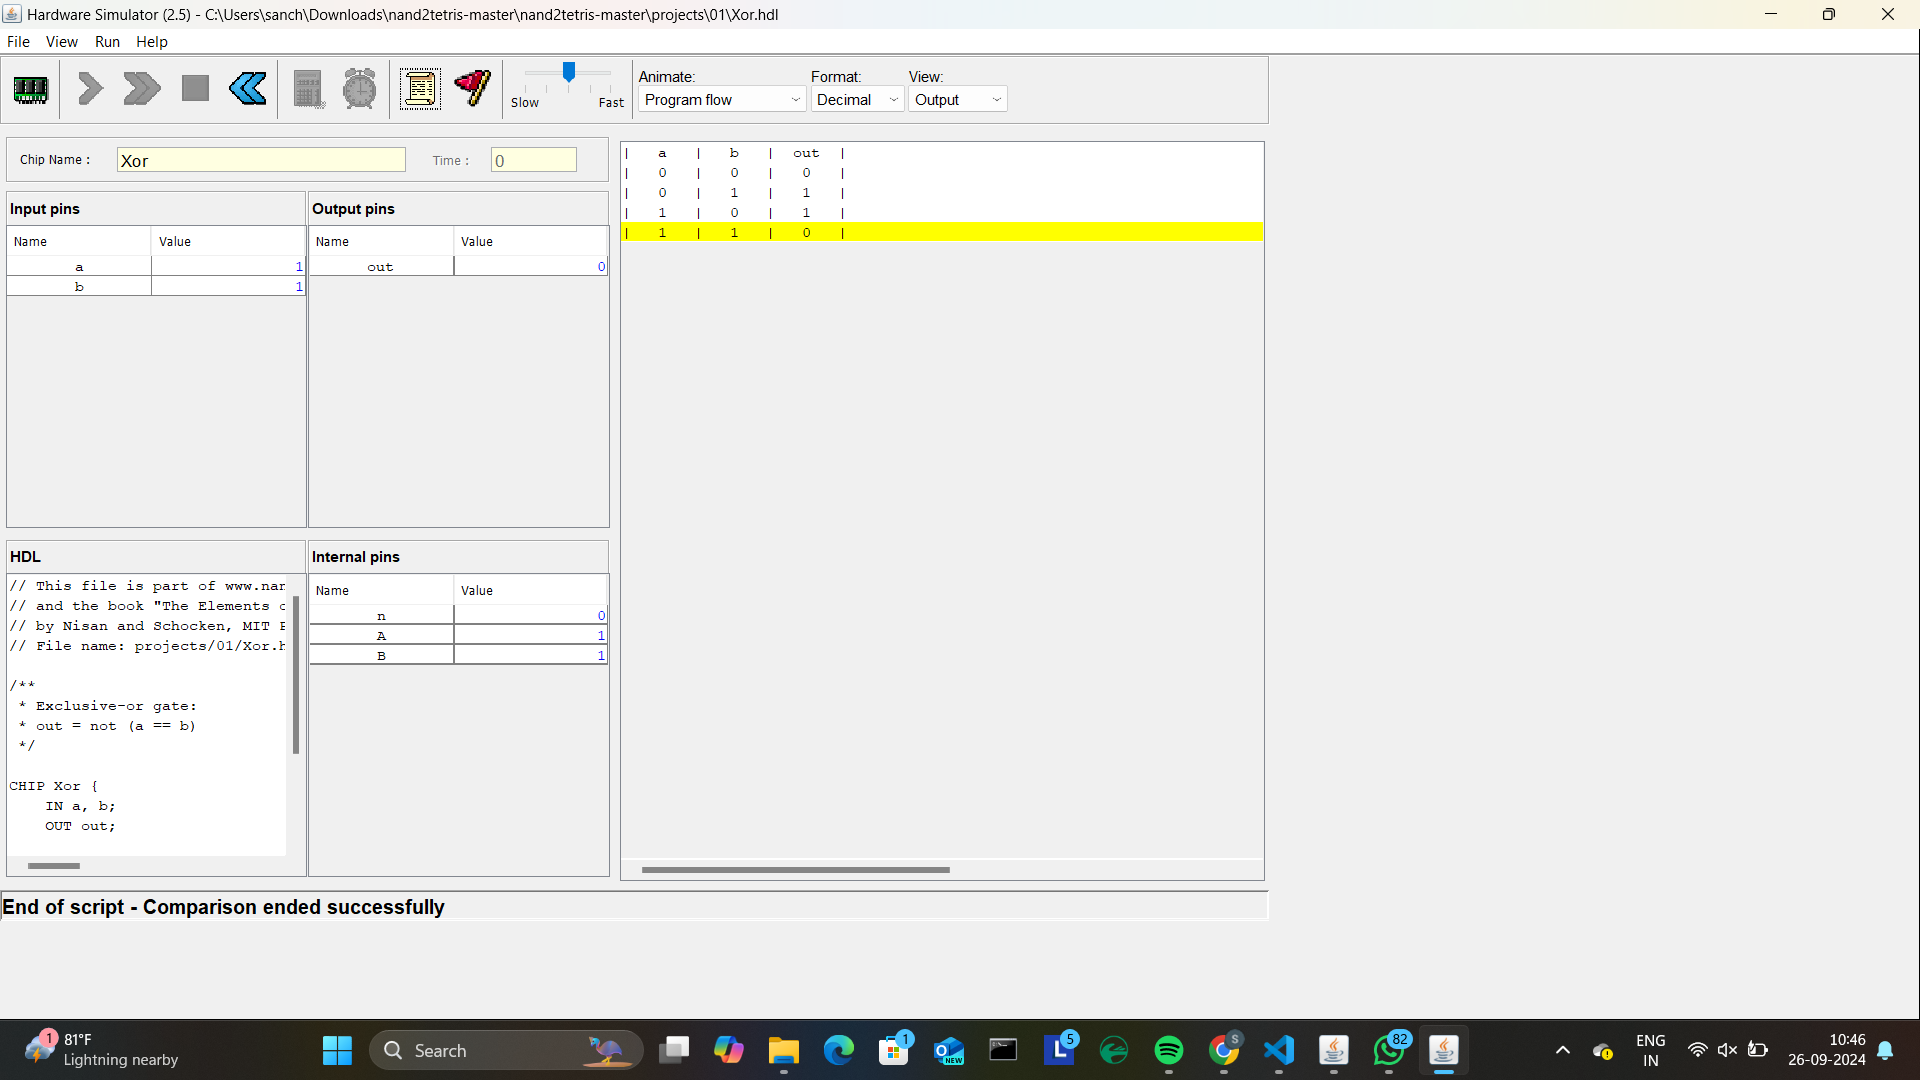 Hardware Simulator (2.5) - C:\Users\sanch\Downloads\nand2tetris-master\nand2tetris-master\projects\01\Xor.hdl
File View Run Help
Slow Fast
Animate: Format: View:
Program flow Decimal Output
Chip Name : Xor Time : 0
Input pins
Name Value
a 1
b 1
Output pins
Name Value
out 0
HDL
// This file is part of www.nan
// and the book "The Elements o
// by Nisan and Schocken, MIT P
// File name: projects/01/Xor.h
/**
* Exclusive-or gate:
* out = not (a == b)
*/
CHIP Xor {
IN a, b;
OUT out;
Internal pins
Name Value
n 0
A 1
B 1
| a | b | out |
| 0 | 0 | 0 |
| 0 | 1 | 1 |
| 1 | 0 | 1 |
| 1 | 1 | 0 |
End of script - Comparison ended successfully
1
81°F
Lightning nearby
Search
1
NEW
L 5
S
82
ENG
IN
10:46
26-09-2024